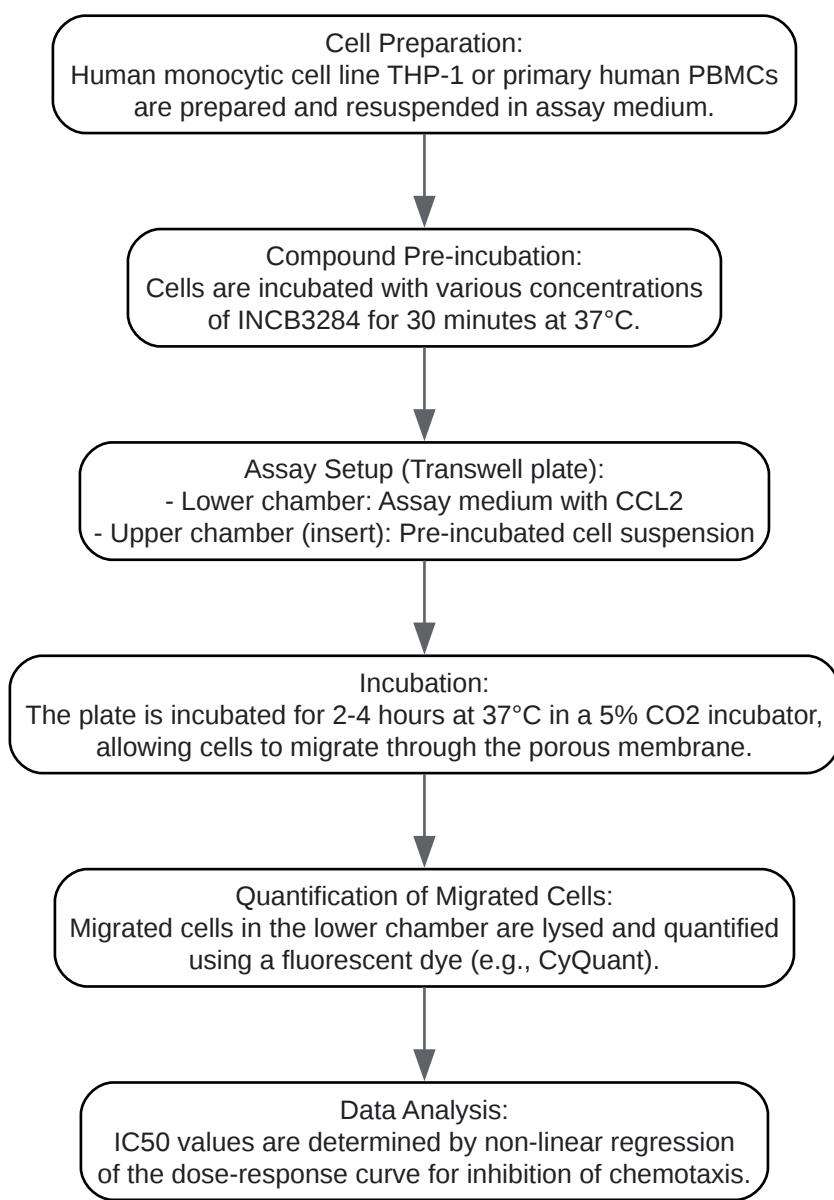 Cell Preparation:
Human monocytic cell line THP-1 or primary human PBMCs
are prepared and resuspended in assay medium.
Compound Pre-incubation:
Cells are incubated with various concentrations
of INCB3284 for 30 minutes at 37°C.
Assay Setup (Transwell plate):
- Lower chamber: Assay medium with CCL2
- Upper chamber (insert): Pre-incubated cell suspension
Incubation:
The plate is incubated for 2-4 hours at 37°C in a 5% CO2 incubator,
allowing cells to migrate through the porous membrane.
Quantification of Migrated Cells:
Migrated cells in the lower chamber are lysed and quantified
using a fluorescent dye (e.g., CyQuant).
Data Analysis:
IC50 values are determined by non-linear regression
of the dose-response curve for inhibition of chemotaxis.